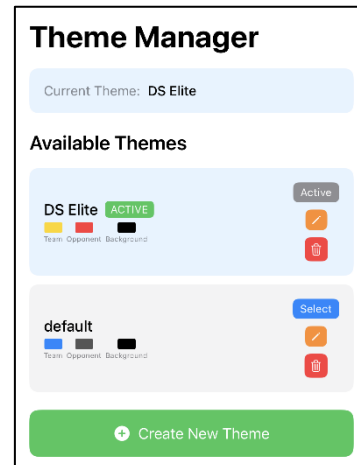 Theme Manager
Current Theme: DS Elite
Available Themes
Active
DS Elite ACTIVE
Team Opponent Background
Select
default
Team Opponent Background
Create New Theme